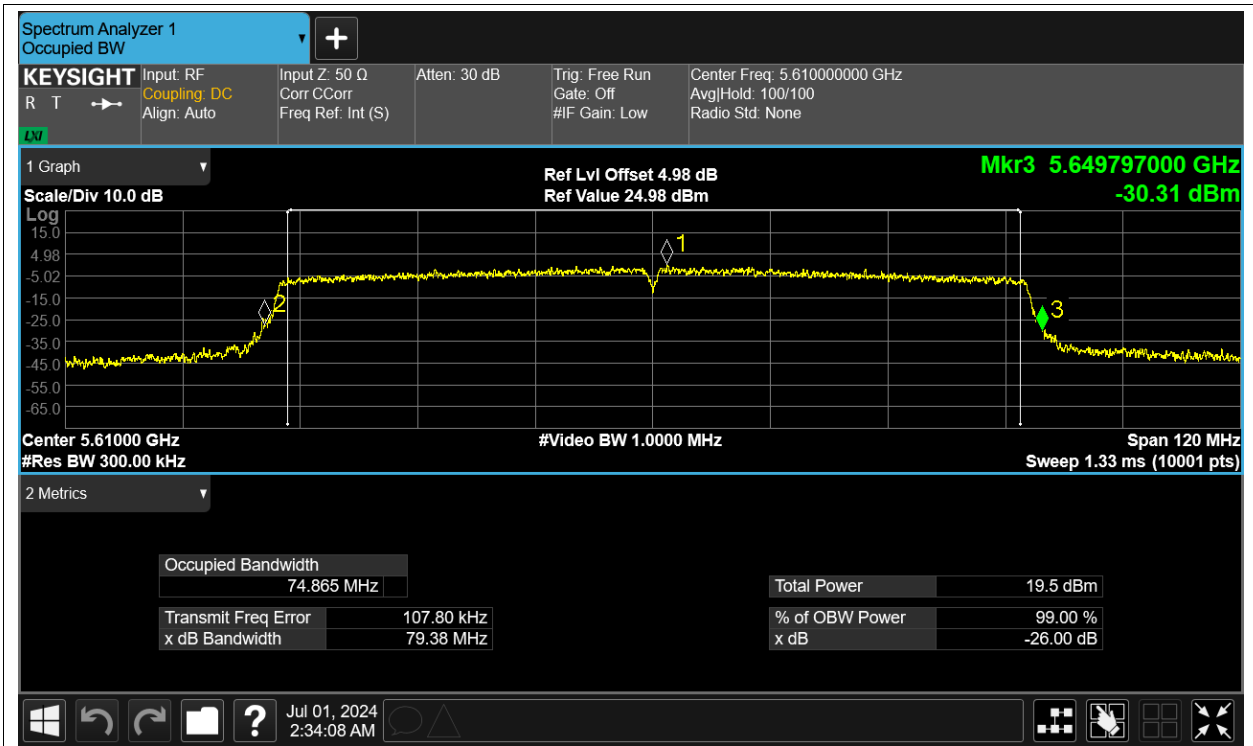 Spectrum Analyzer 1
Occupied BW
KEYSIGHT
R T
LXI
Input: RF
Coupling: DC
Align: Auto
Input Z: 50 Ω
Corr CCorr
Freq Ref: Int (S)
Atten: 30 dB
Trig: Free Run
Gate: Off
#IF Gain: Low
Center Freq: 5.610000000 GHz
Avg|Hold: 100/100
Radio Std: None
1 Graph
Scale/Div 10.0 dB
Ref Lvl Offset 4.98 dB
Ref Value 24.98 dBm
Mkr3 5.649797000 GHz
-30.31 dBm
Log
15.0
4.98
-5.02
-15.0
-25.0
-35.0
-45.0
-55.0
-65.0
1
2
3
Center 5.61000 GHz
#Video BW 1.0000 MHz
Span 120 MHz
#Res BW 300.00 kHz
Sweep 1.33 ms (10001 pts)
2 Metrics
Occupied Bandwidth
74.865 MHz
Transmit Freq Error 107.80 kHz
x dB Bandwidth 79.38 MHz
Total Power 19.5 dBm
% of OBW Power 99.00 %
x dB -26.00 dB
?
Jul 01, 2024
2:34:08 AM